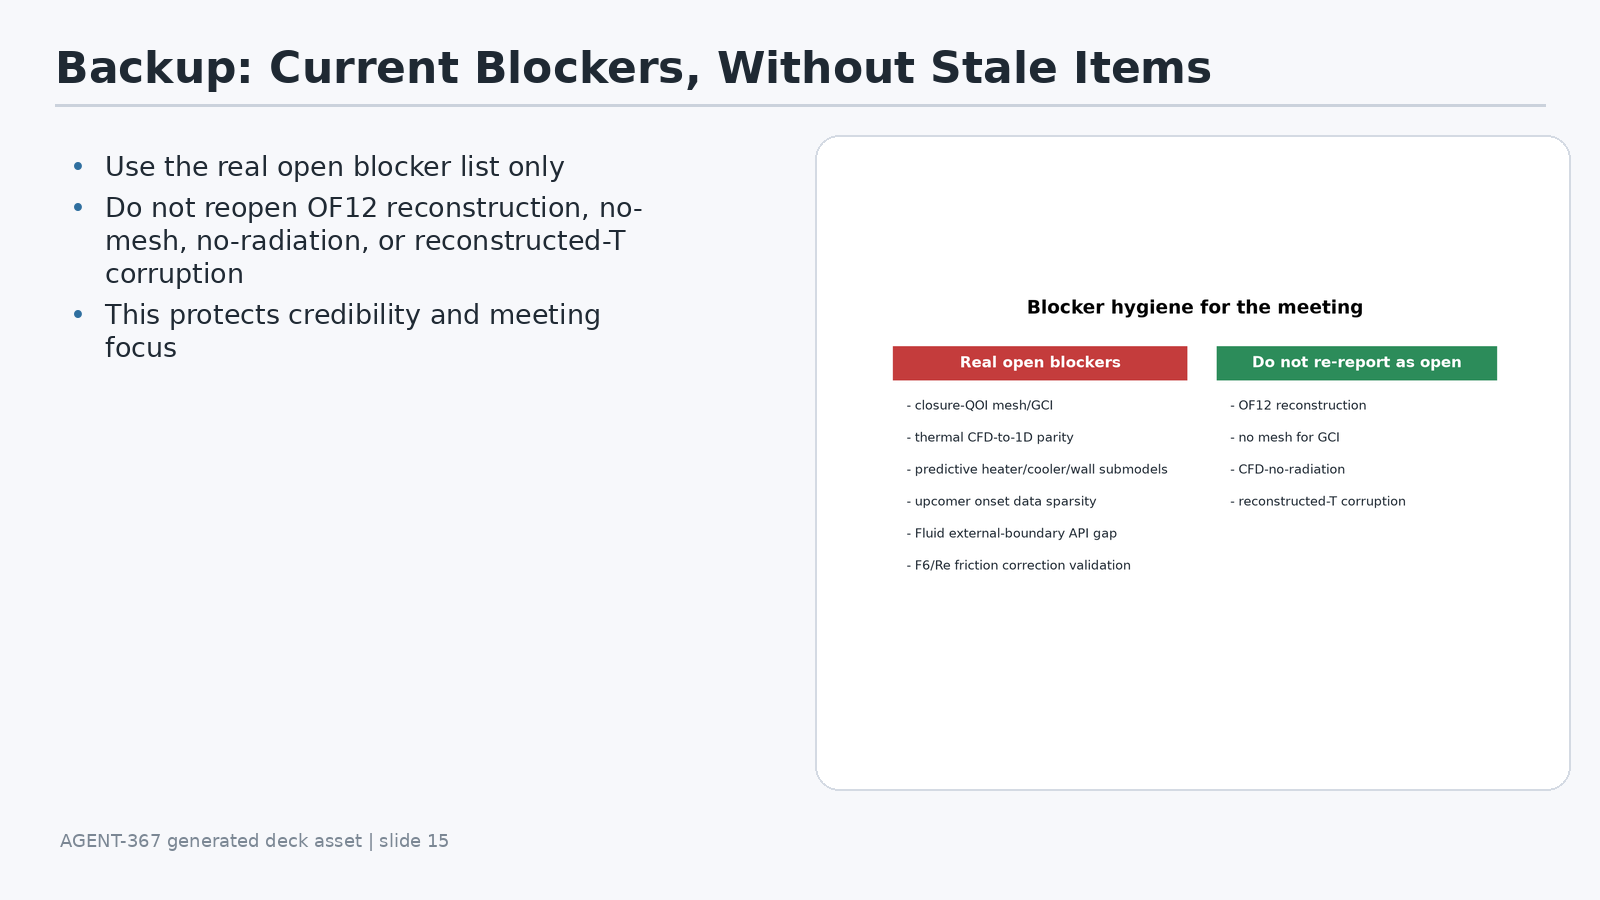 Backup: Current Blockers, Without Stale Items
• Use the real open blocker list only
• Do not reopen OF12 reconstruction, no-
mesh, no-radiation, or reconstructed-T
corruption
• This protects credibility and meeting
focus
Blocker hygiene for the meeting
Real open blockers
- closure-QOI mesh/GCI
- thermal CFD-to-1D parity
- predictive heater/cooler/wall submodels
- upcomer onset data sparsity
- Fluid external-boundary API gap
- F6/Re friction correction validation
Do not re-report as open
- OF12 reconstruction
- no mesh for GCI
- CFD-no-radiation
- reconstructed-T corruption
AGENT-367 generated deck asset | slide 15